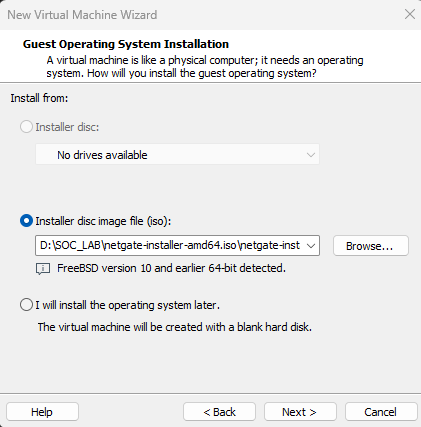 New Virtual Machine Wizard
Guest Operating System Installation
A virtual machine is like a physical computer; it needs an operating
system. How will you install the guest operating system?
Install from:
Installer disc:
No drives available
Installer disc image file (iso):
D:\SOC_LAB\netgate-installer-amd64.iso\netgate-inst
Browse...
FreeBSD version 10 and earlier 64-bit detected.
I will install the operating system later.
The virtual machine will be created with a blank hard disk.
Help
< Back
Next >
Cancel